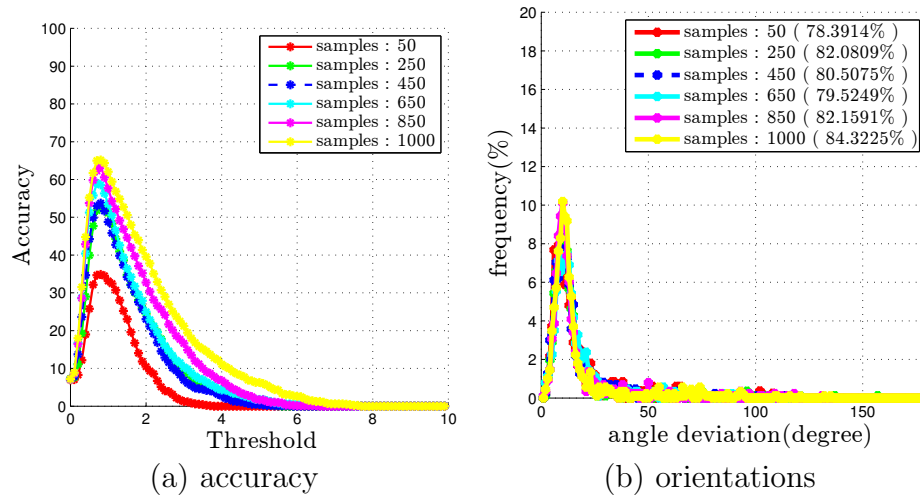 100
90
80
70
60
50
40
30
20
10
0
Accuracy
samples : 50
samples : 250
samples : 450
samples : 650
samples : 850
samples : 1000
0 2 4 6 8 10
Threshold
(a) accuracy
20
18
16
14
12
10
8
6
4
2
0
frequency(%)
samples : 50 ( 78.3914% )
samples : 250 ( 82.0809% )
samples : 450 ( 80.5075% )
samples : 650 ( 79.5249% )
samples : 850 ( 82.1591% )
samples : 1000 ( 84.3225% )
0 50 100 150
angle deviation(degree)
(b) orientations